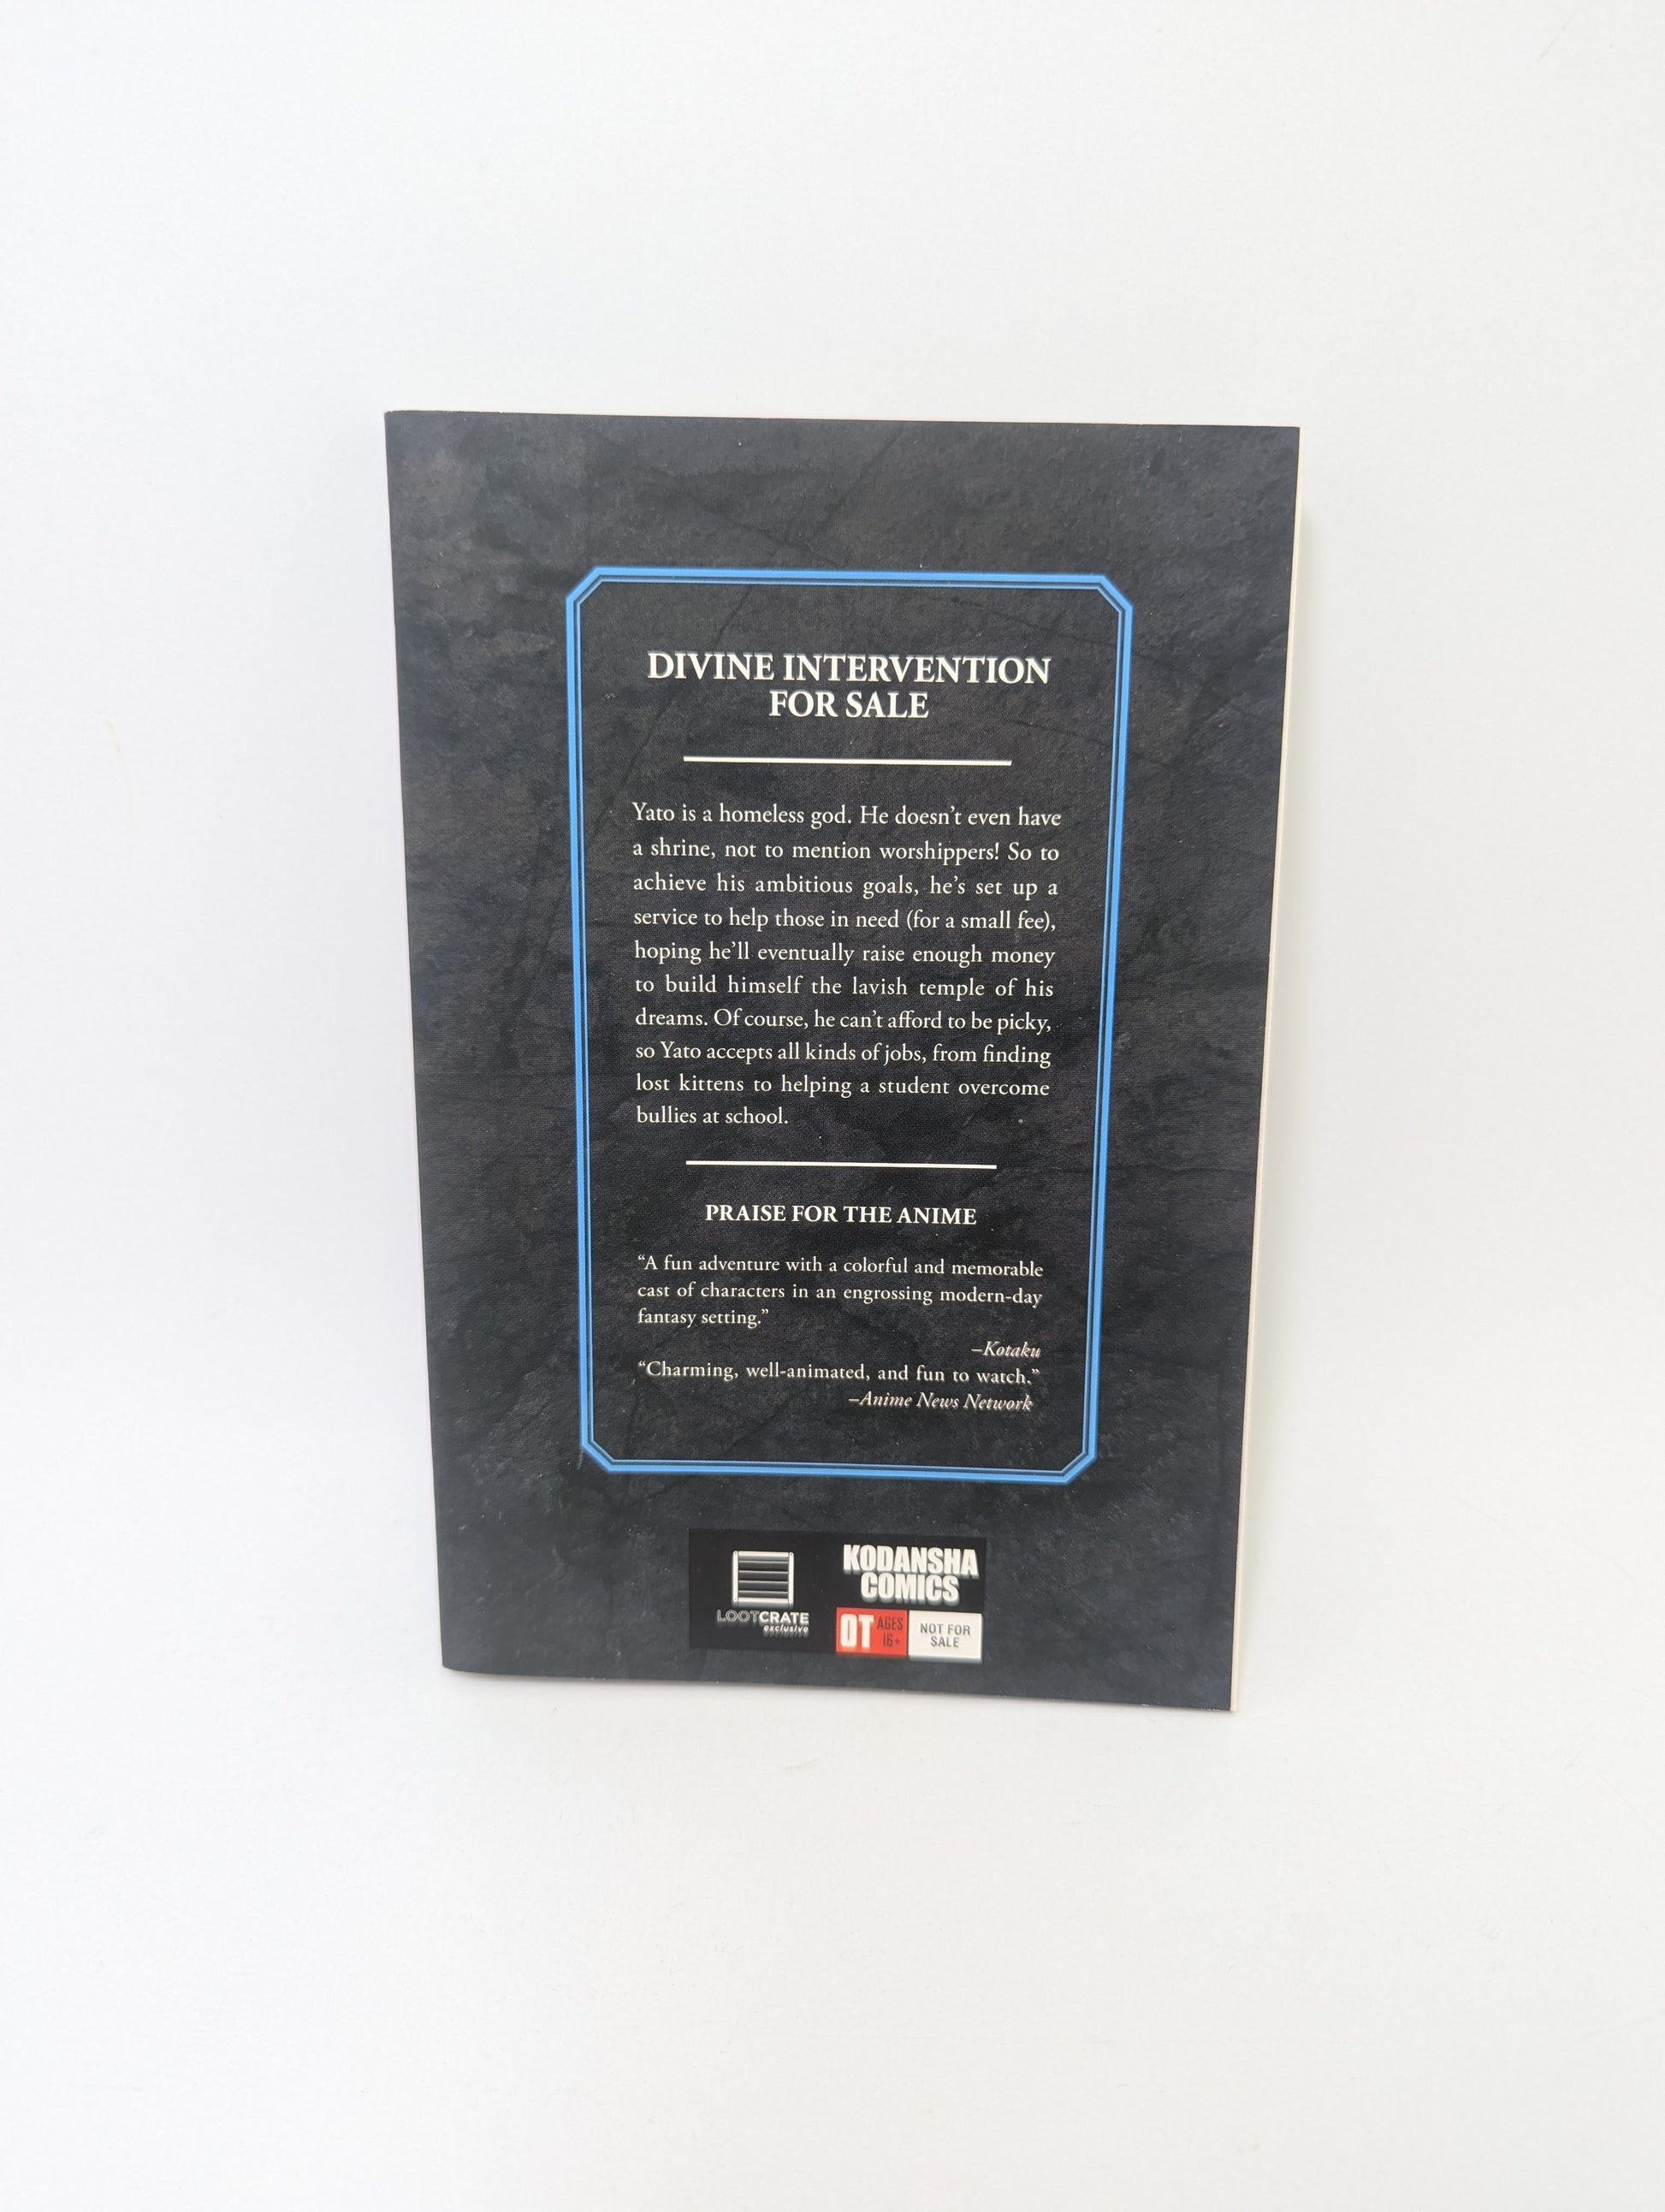 DIVINE INTERVENTION
FOR SALE
Yato is a homeless god. He doesn’t even have
a shrine, not to mention worshippers! So to
achieve his ambitious goals, he’s set up a
service to help those in need (for a small fee),
hoping he’ll eventually raise enough money
to build himself the lavish temple of his
dreams. Of course, he can’t afford to be picky,
so Yato accepts all kinds of jobs, from finding
lost kittens to helping a student overcome
bullies at school.
PRAISE FOR THE ANIME
“A fun adventure with a colorful and memorable
cast of characters in an engrossing modern-day
fantasy setting.”
–Kotaku
“Charming, well-animated, and fun to watch.”
–Anime News Network
LOOTCRATE
exclusive
KODANSHA
COMICS
OT AGES
16+
NOT FOR
SALE